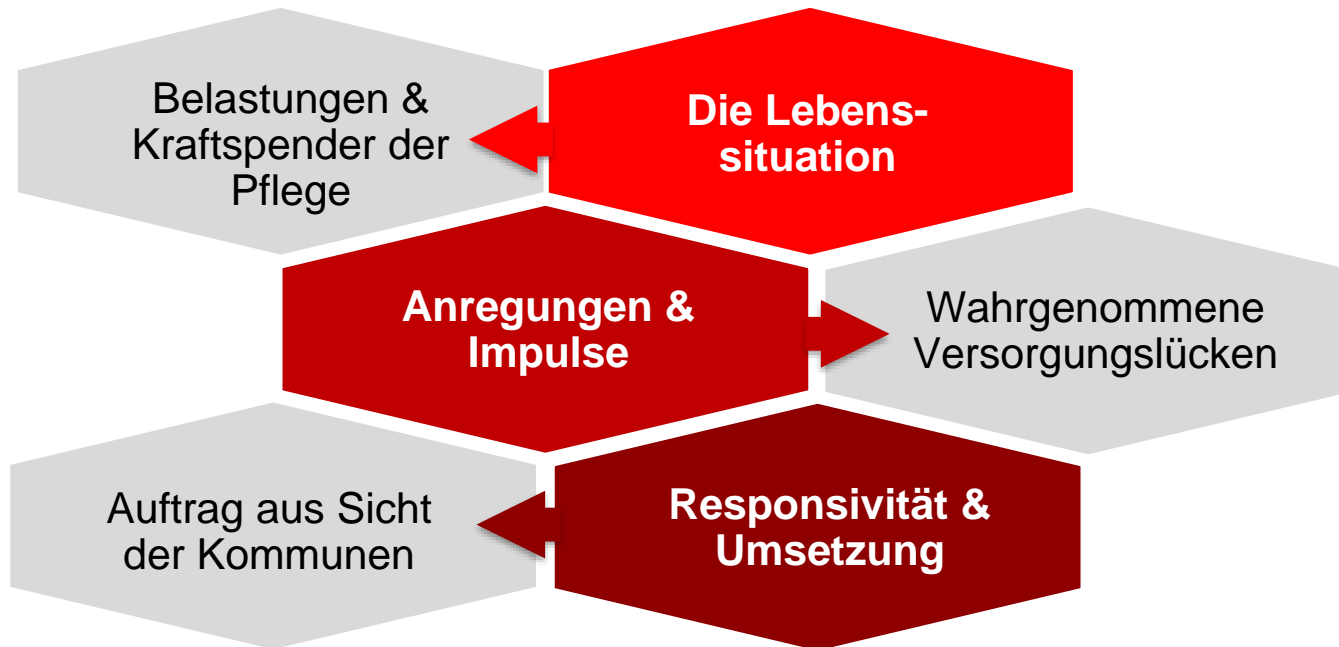 Belastungen &
Kraftspender der
Pflege
Die Lebens-
situation
Anregungen &
Impulse
Wahrgenommene
Versorgungslücken
Auftrag aus Sicht
der Kommunen
Responsivität &
Umsetzung